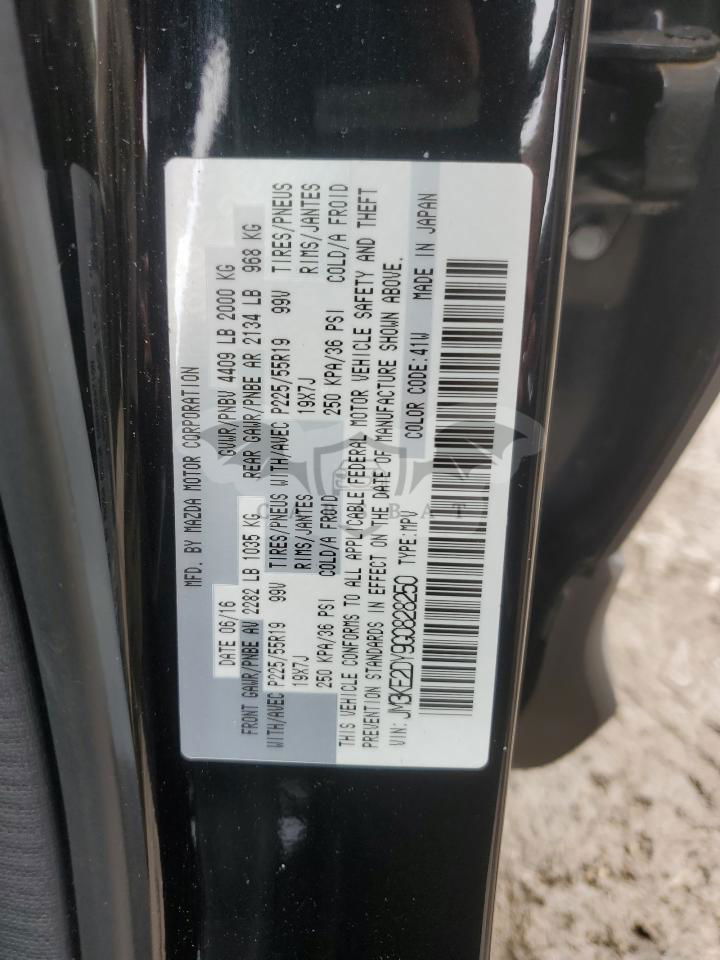 MFD. BY MAZDA MOTOR CORPORATION
DATE 06/16 GVWR/PNBV 4409 LB 2000 KG
FRONT GAWR/PNBE AV 2282 LB 1035 KG REAR GAWR/PNBE AR 2134 LB 968 KG
WITH/AVEC P225/55R19 99V TIRES/PNEUS WITH/AVEC P225/55R19 99V TIRES/PNEUS
19X7J RIMS/JANTES 19X7J RIMS/JANTES
250 KPA/36 PSI COLD/A FROID 250 KPA/36 PSI COLD/A FROID
THIS VEHICLE CONFORMS TO ALL APPLICABLE FEDERAL MOTOR VEHICLE SAFETY AND THEFT
PREVENTION STANDARDS IN EFFECT ON THE DATE OF MANUFACTURE SHOWN ABOVE.
VIN: JM3KE2DY9G0828250 TYPE:MPV COLOR CODE:41W MADE IN JAPAN